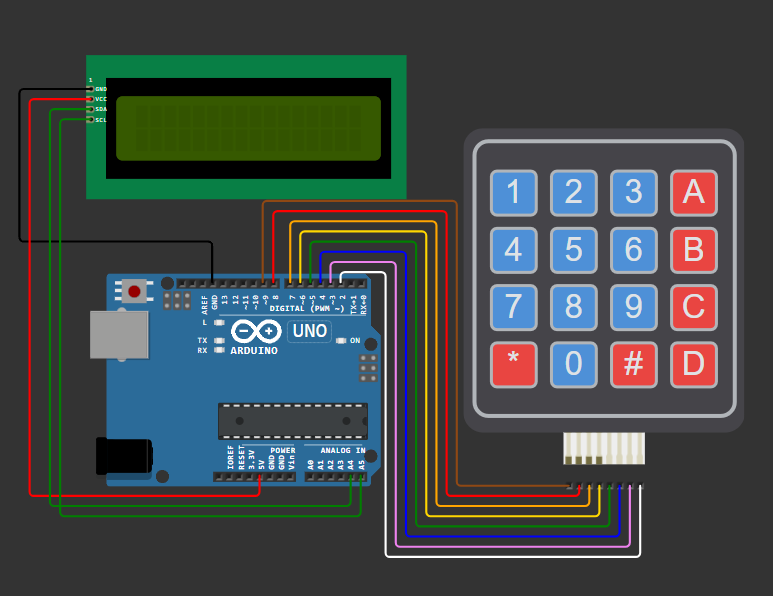 1
GND
VCC
SDA
SCL
1 2 3 A
4 5 6 B
7 8 9 C
* 0 # D
AREF
GND
13
12
~11
~10
~9
8
7
~6
~5
4
~3
2
TX→1
RX←0
DIGITAL (PWM ~)
L
TX
RX
UNO
ON
ARDUINO
POWER
ANALOG IN
IOREF
RESET
3.3V
5V
GND
GND
Vin
A0
A1
A2
A3
A4
A5